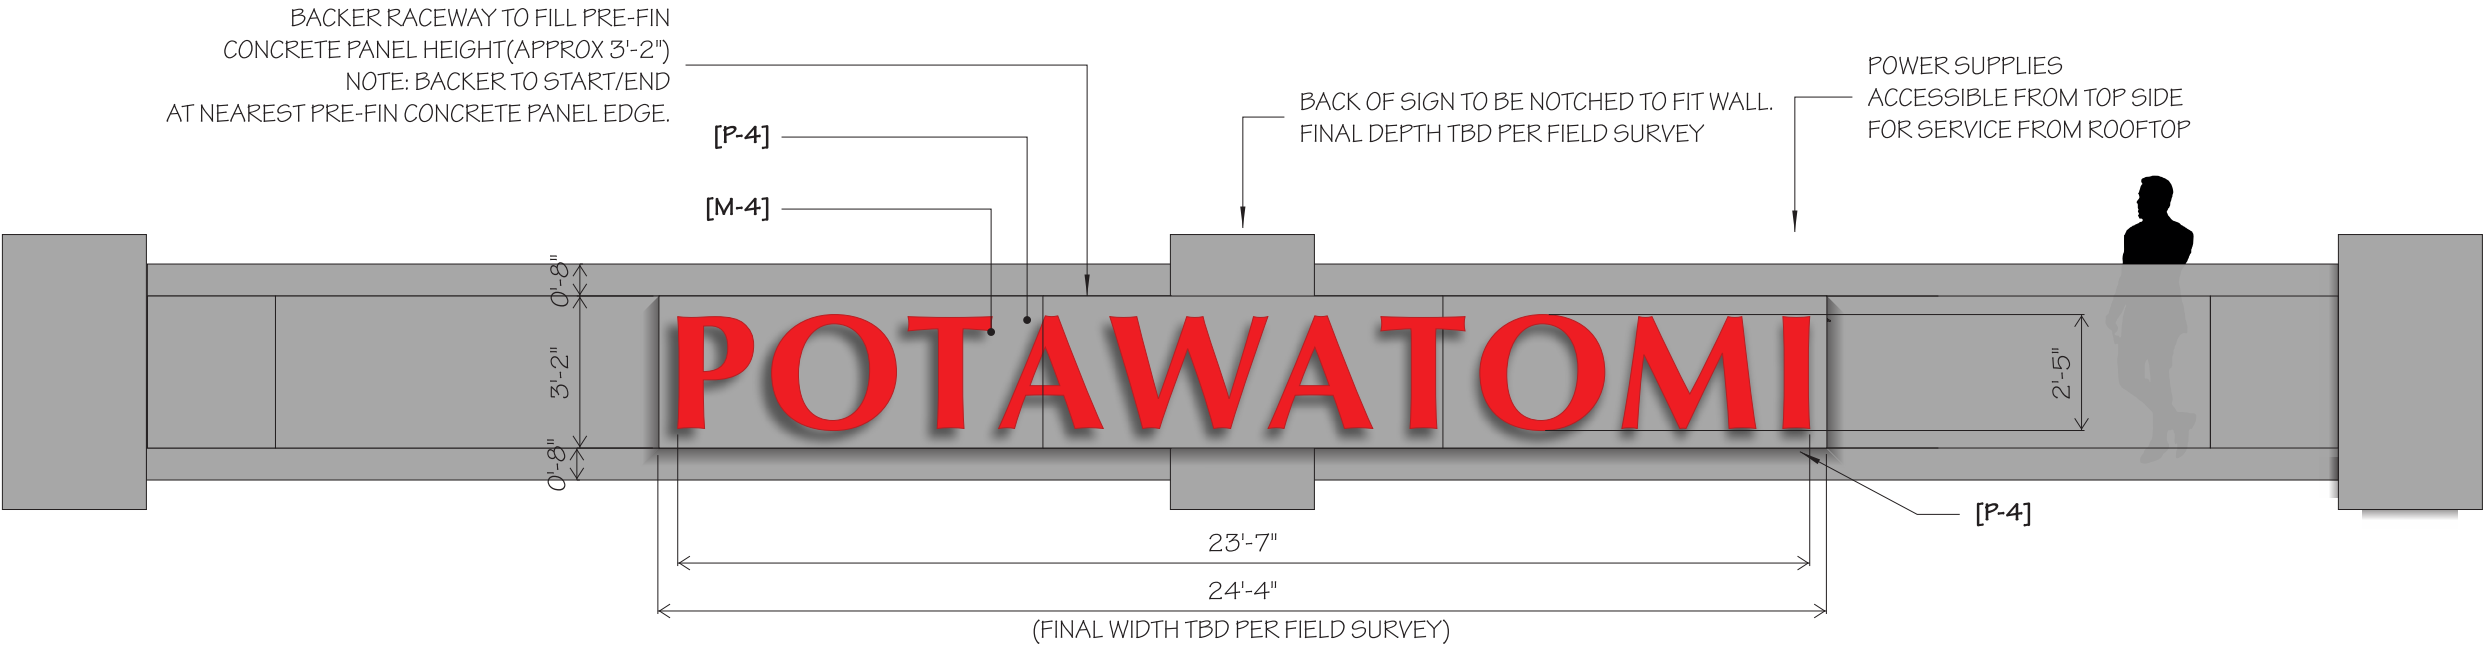 BACKER RACEWAY TO FILL PRE-FIN
CONCRETE PANEL HEIGHT(APPROX 3'-2")
NOTE: BACKER TO START/END
AT NEAREST PRE-FIN CONCRETE PANEL EDGE.
[P-4]
[M-4]
BACK OF SIGN TO BE NOTCHED TO FIT WALL.
FINAL DEPTH TBD PER FIELD SURVEY
POWER SUPPLIES
ACCESSIBLE FROM TOP SIDE
FOR SERVICE FROM ROOFTOP
0'-8"
3'-2"
0'-8"
POTAWATOMI
2'-5"
[P-4]
23'-7"
24'-4"
(FINAL WIDTH TBD PER FIELD SURVEY)